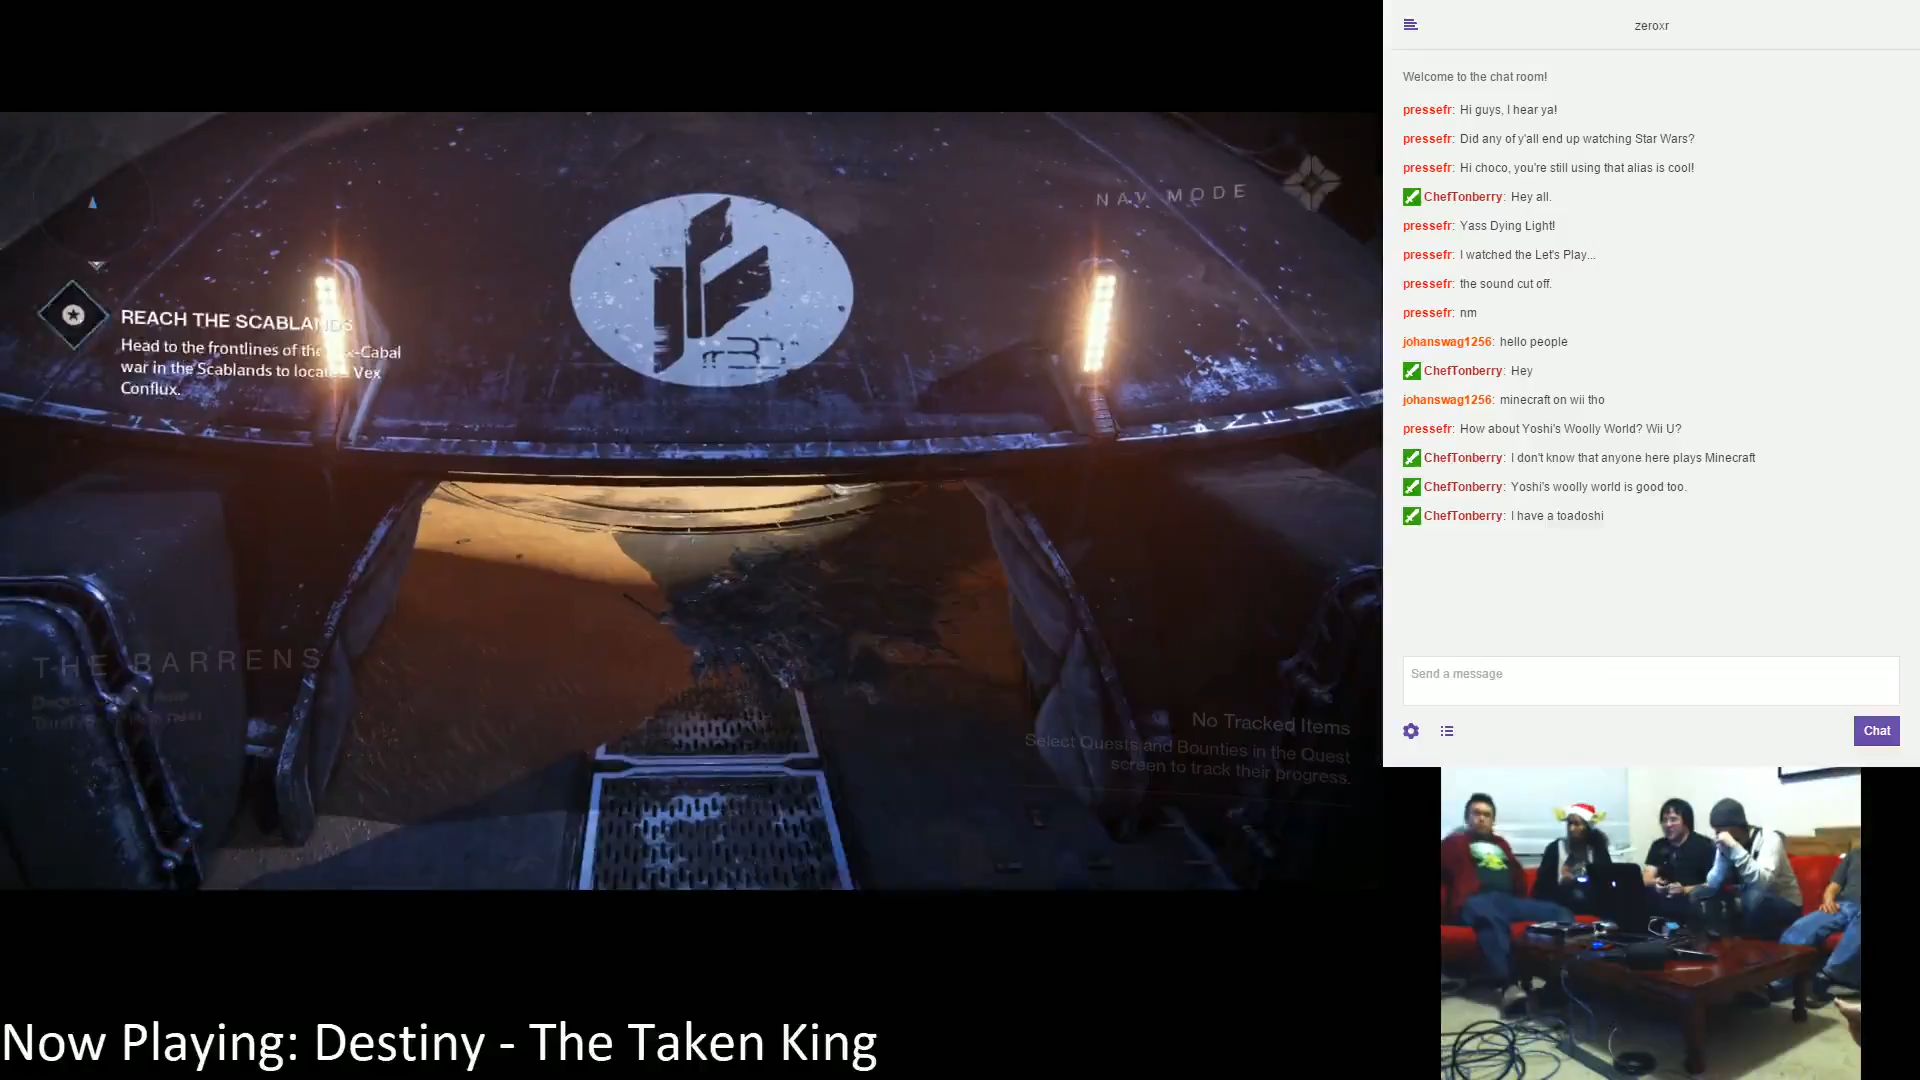 NAV MODE
REACH THE SCABLANDS
Head to the frontlines of the
war in the Scablands to locate Vex
Conflux.
THE BARRENS
No Tracked Items
Select Quests and Bounties in the Quest
screen to track their progress.
Now Playing: Destiny - The Taken King
zeroxr
Welcome to the chat room!
pressefr: Hi guys, I hear ya!
pressefr: Did any of y'all end up watching Star Wars?
pressefr: Hi choco, you're still using that alias is cool!
ChefTonberry: Hey all.
pressefr: Yass Dying Light!
pressefr: I watched the Let's Play...
pressefr: the sound cut off.
pressefr: nm
johanswag1256: hello people
ChefTonberry: Hey
johanswag1256: minecraft on wii tho
pressefr: How about Yoshi's Woolly World? Wii U?
ChefTonberry: I don't know that anyone here plays Minecraft
ChefTonberry: Yoshi's woolly world is good too.
ChefTonberry: I have a toadoshi
Send a message
Chat